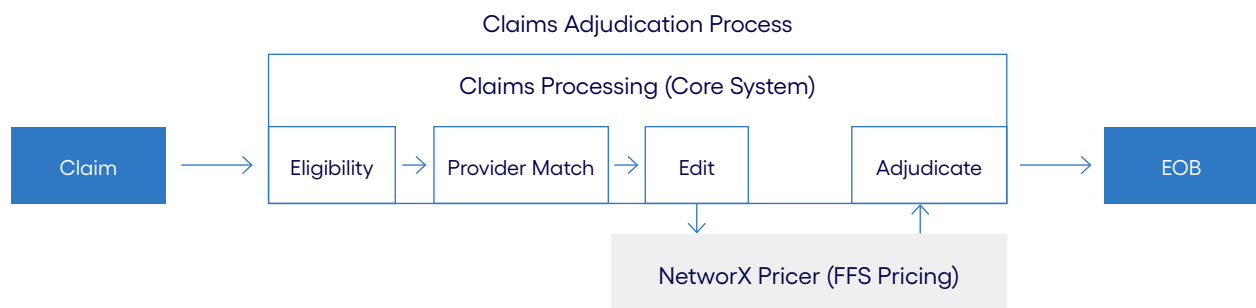 Claims Adjudication Process
Claims Processing (Core System)
Claim
Eligibility
Provider Match
Edit
Adjudicate
EOB
NetworX Pricer (FFS Pricing)